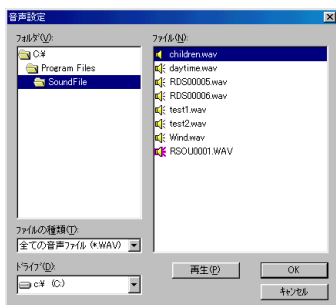 音声設定
フォルダ(V):
C:¥
Program Files
SoundFile
ファイル(N):
children.wav
daytime.wav
RDS00005.wav
RDS00006.wav
test1.wav
test2.wav
Wind.wav
RSOU0001.WAV
ファイルの種類(T):
全ての音声ファイル (*.WAV)
ドライブ(D):
c:¥ (C:)
再生(P)
OK
キャンセル